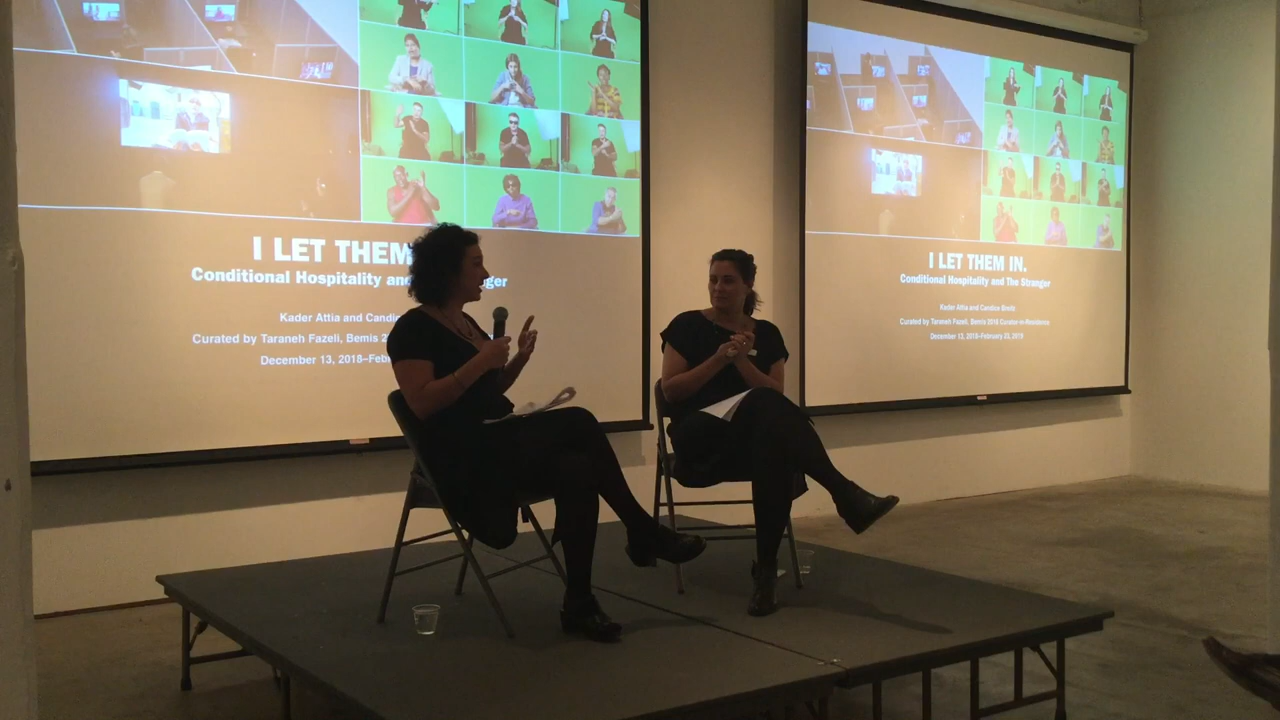 I LET THEM
Conditional Hospitality and ger
Kader Attia and Candic
Curated by Taraneh Fazeli, Bemis 2
December 13, 2018–Feb
I LET THEM IN.
Conditional Hospitality and The Stranger
Kader Attia and Candice Breitz
Curated by Taraneh Fazeli, Bemis 2018 Curator-in-Residence
December 13, 2018–February 23, 2019